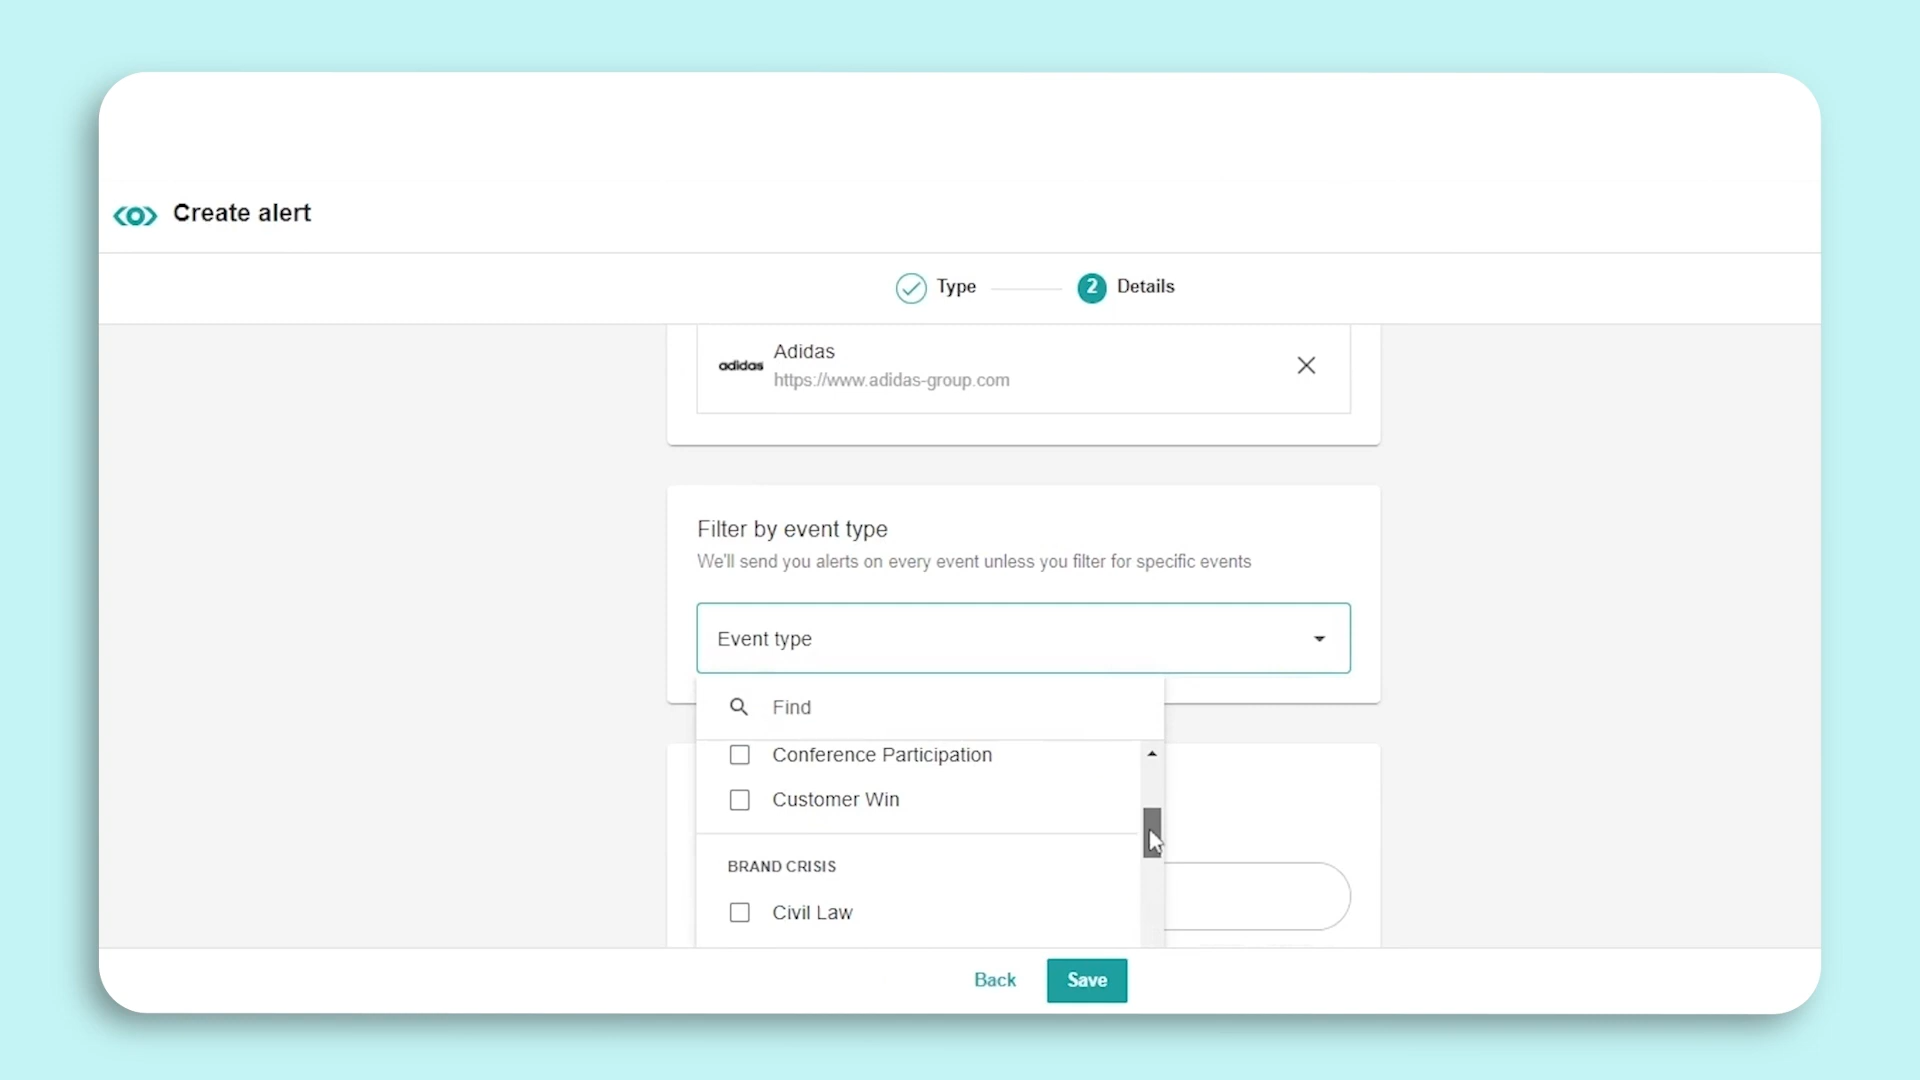 Create alert
Type
2 Details
adidas
Adidas
https://www.adidas-group.com
Filter by event type
We'll send you alerts on every event unless you filter for specific events
Event type
Find
Conference Participation
Customer Win
BRAND CRISIS
Civil Law
Back
Save